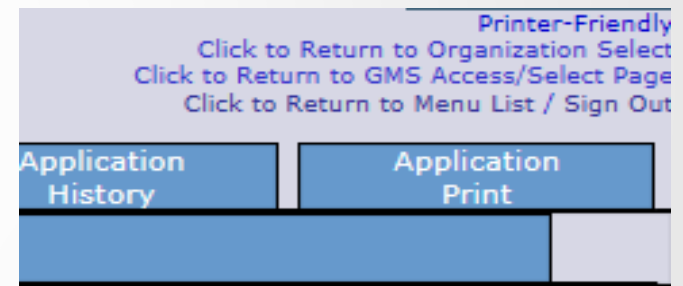 Printer-Friendly
Click to Return to Organization Select
Click to Return to GMS Access/Select Page
Click to Return to Menu List / Sign Out
Application
History
Application
Print